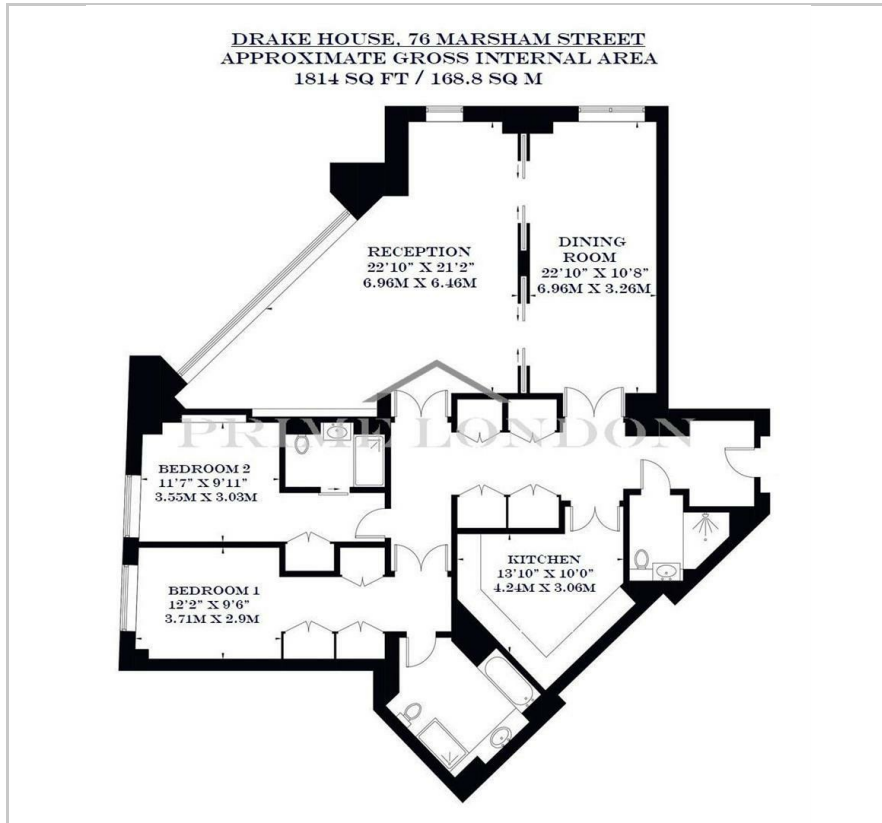 DRAKE HOUSE, 76 MARSHAM STREET
APPROXIMATE GROSS INTERNAL AREA
1814 SQ FT / 168.8 SQ M
RECEPTION
22'10" X 21'2"
6.96M X 6.46M
DINING
ROOM
22'10" X 10'8"
6.96M X 3.26M
PRIME LONDON
BEDROOM 2
11'7" X 9'11"
3.55M X 3.03M
KITCHEN
13'10" X 10'0"
4.24M X 3.06M
BEDROOM 1
12'2" X 9'6"
3.71M X 2.9M